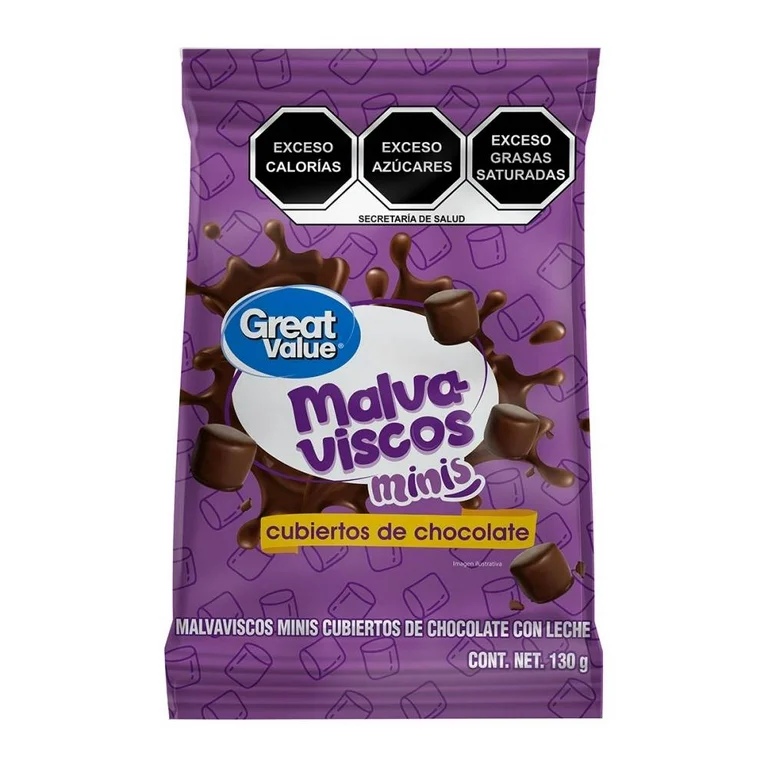 EXCESO
CALORÍAS
EXCESO
AZÚCARES
EXCESO
GRASAS
SATURADAS
SECRETARÍA DE SALUD
Great
Value®
Malva-
viscos
minis
cubiertos de chocolate
Imagen ilustrativa
MALVAVISCOS MINIS CUBIERTOS DE CHOCOLATE CON LECHE
CONT. NET. 130 g